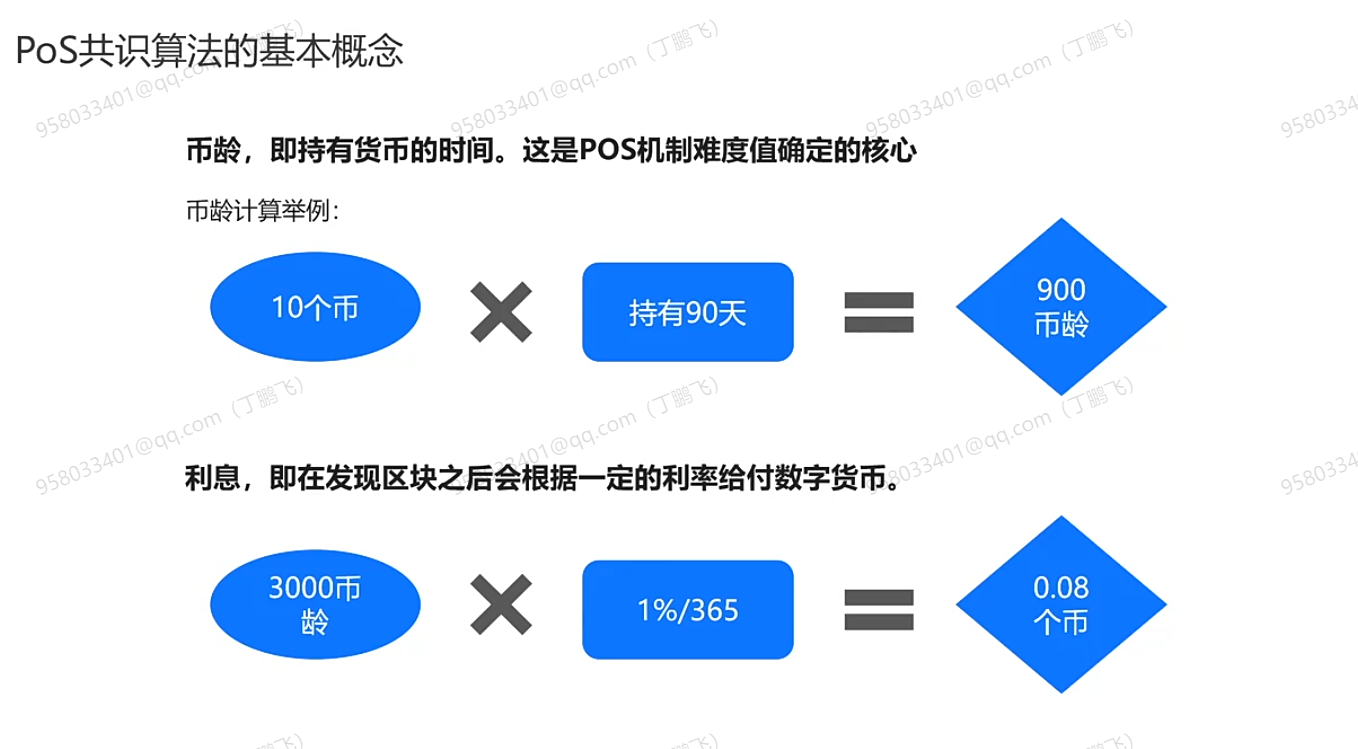 PoS共识算法的基本概念
958033401@qq.com（丁鹏飞）
958033401@qq.com（丁鹏飞）
958033401@qq.com（丁鹏飞）
958033401
币龄，即持有货币的时间。这是POS机制难度值确定的核心
币龄计算举例：
10个币
持有90天
900
币龄
958033401@qq.com（丁鹏飞）
958033401@qq.com（丁鹏飞）
958033401@qq.com（丁鹏飞）
958033401
利息，即在发现区块之后会根据一定的利率给付数字货币。
3000币
龄
1%/365
0.08
个币